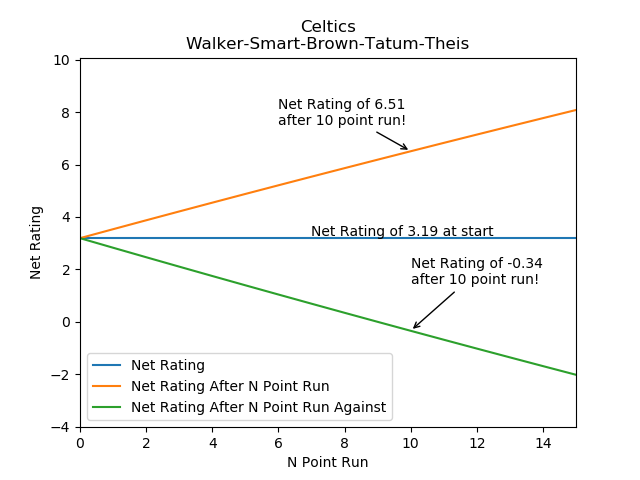 Celtics
Walker-Smart-Brown-Tatum-Theis
10
8
6
4
2
0
−2
−4
Net Rating
Net Rating of 6.51
after 10 point run!
Net Rating of 3.19 at start
Net Rating of -0.34
after 10 point run!
Net Rating
Net Rating After N Point Run
Net Rating After N Point Run Against
0 2 4 6 8 10 12 14
N Point Run